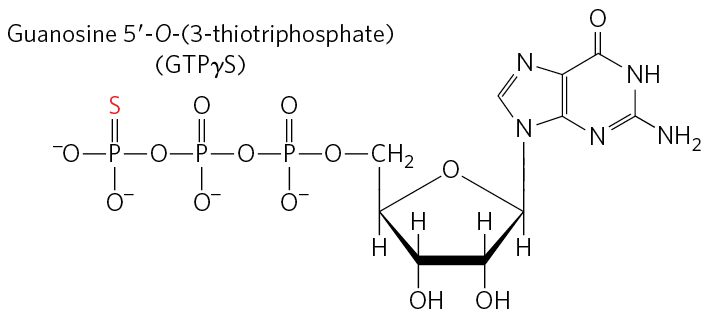 Guanosine 5′-O-(3-thiotriphosphate)
(GTPγS)
O
N
NH
S O O
N N NH₂
⁻O P O P O P O CH₂ O
O⁻ O⁻ O⁻
H H H H
OH OH